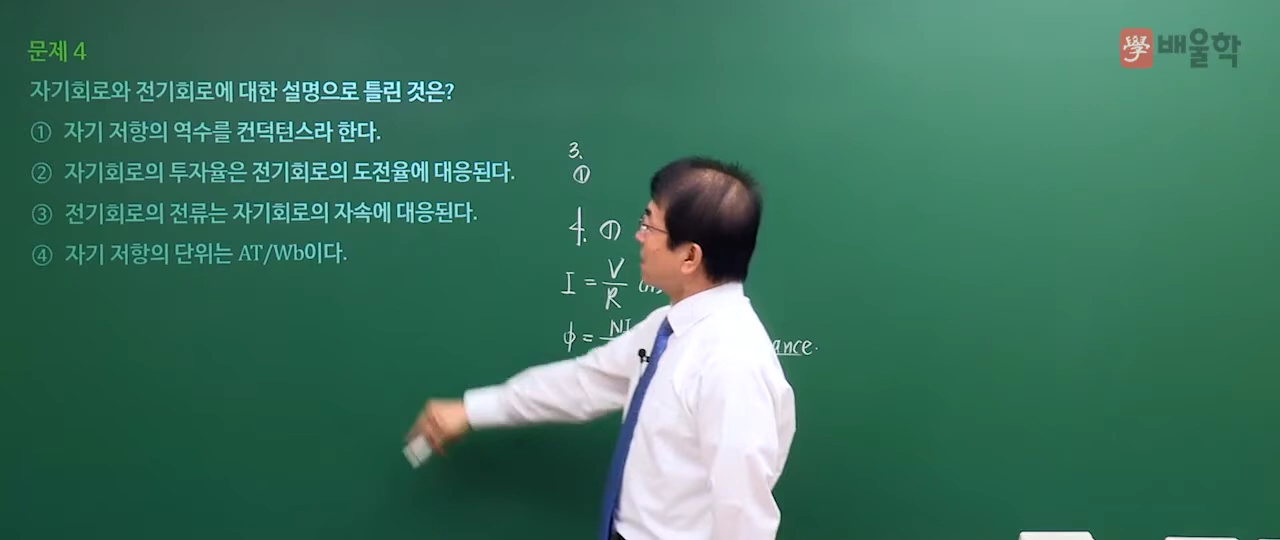 문제 4
자기회로와 전기회로에 대한 설명으로 틀린 것은?
① 자기 저항의 역수를 컨덕턴스라 한다.
② 자기회로의 투자율은 전기회로의 도전율에 대응된다.
③ 전기회로의 전류는 자기회로의 자속에 대응된다.
④ 자기 저항의 단위는 AT/Wb이다.
學 배울학
3.
①
4. ①
I = V/R
φ = NI
ance.